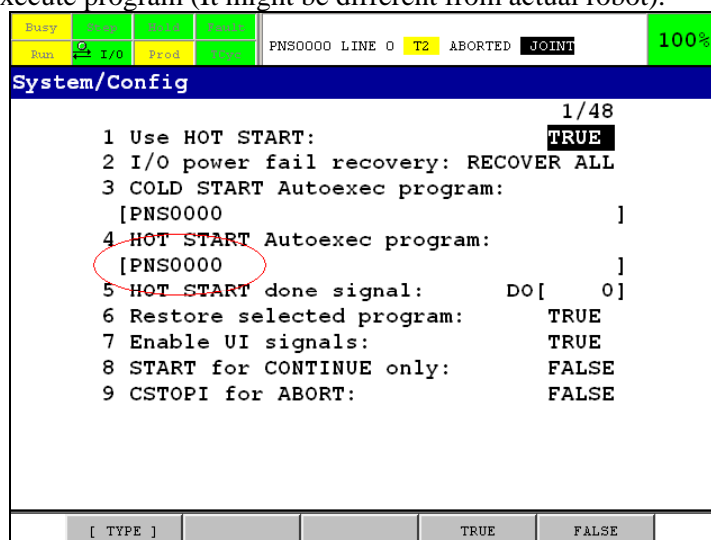 xecute program (It might be different from actual robot).
Busy Step Hold Fault
Run I/O Prod TCyc
PNS0000 LINE 0 T2 ABORTED JOINT
100%
System/Config
1/48
1 Use HOT START: TRUE
2 I/O power fail recovery: RECOVER ALL
3 COLD START Autoexec program:
[PNS0000 ]
4 HOT START Autoexec program:
[PNS0000 ]
5 HOT START done signal: DO[ 0]
6 Restore selected program: TRUE
7 Enable UI signals: TRUE
8 START for CONTINUE only: FALSE
9 CSTOPI for ABORT: FALSE
[ TYPE ] TRUE FALSE